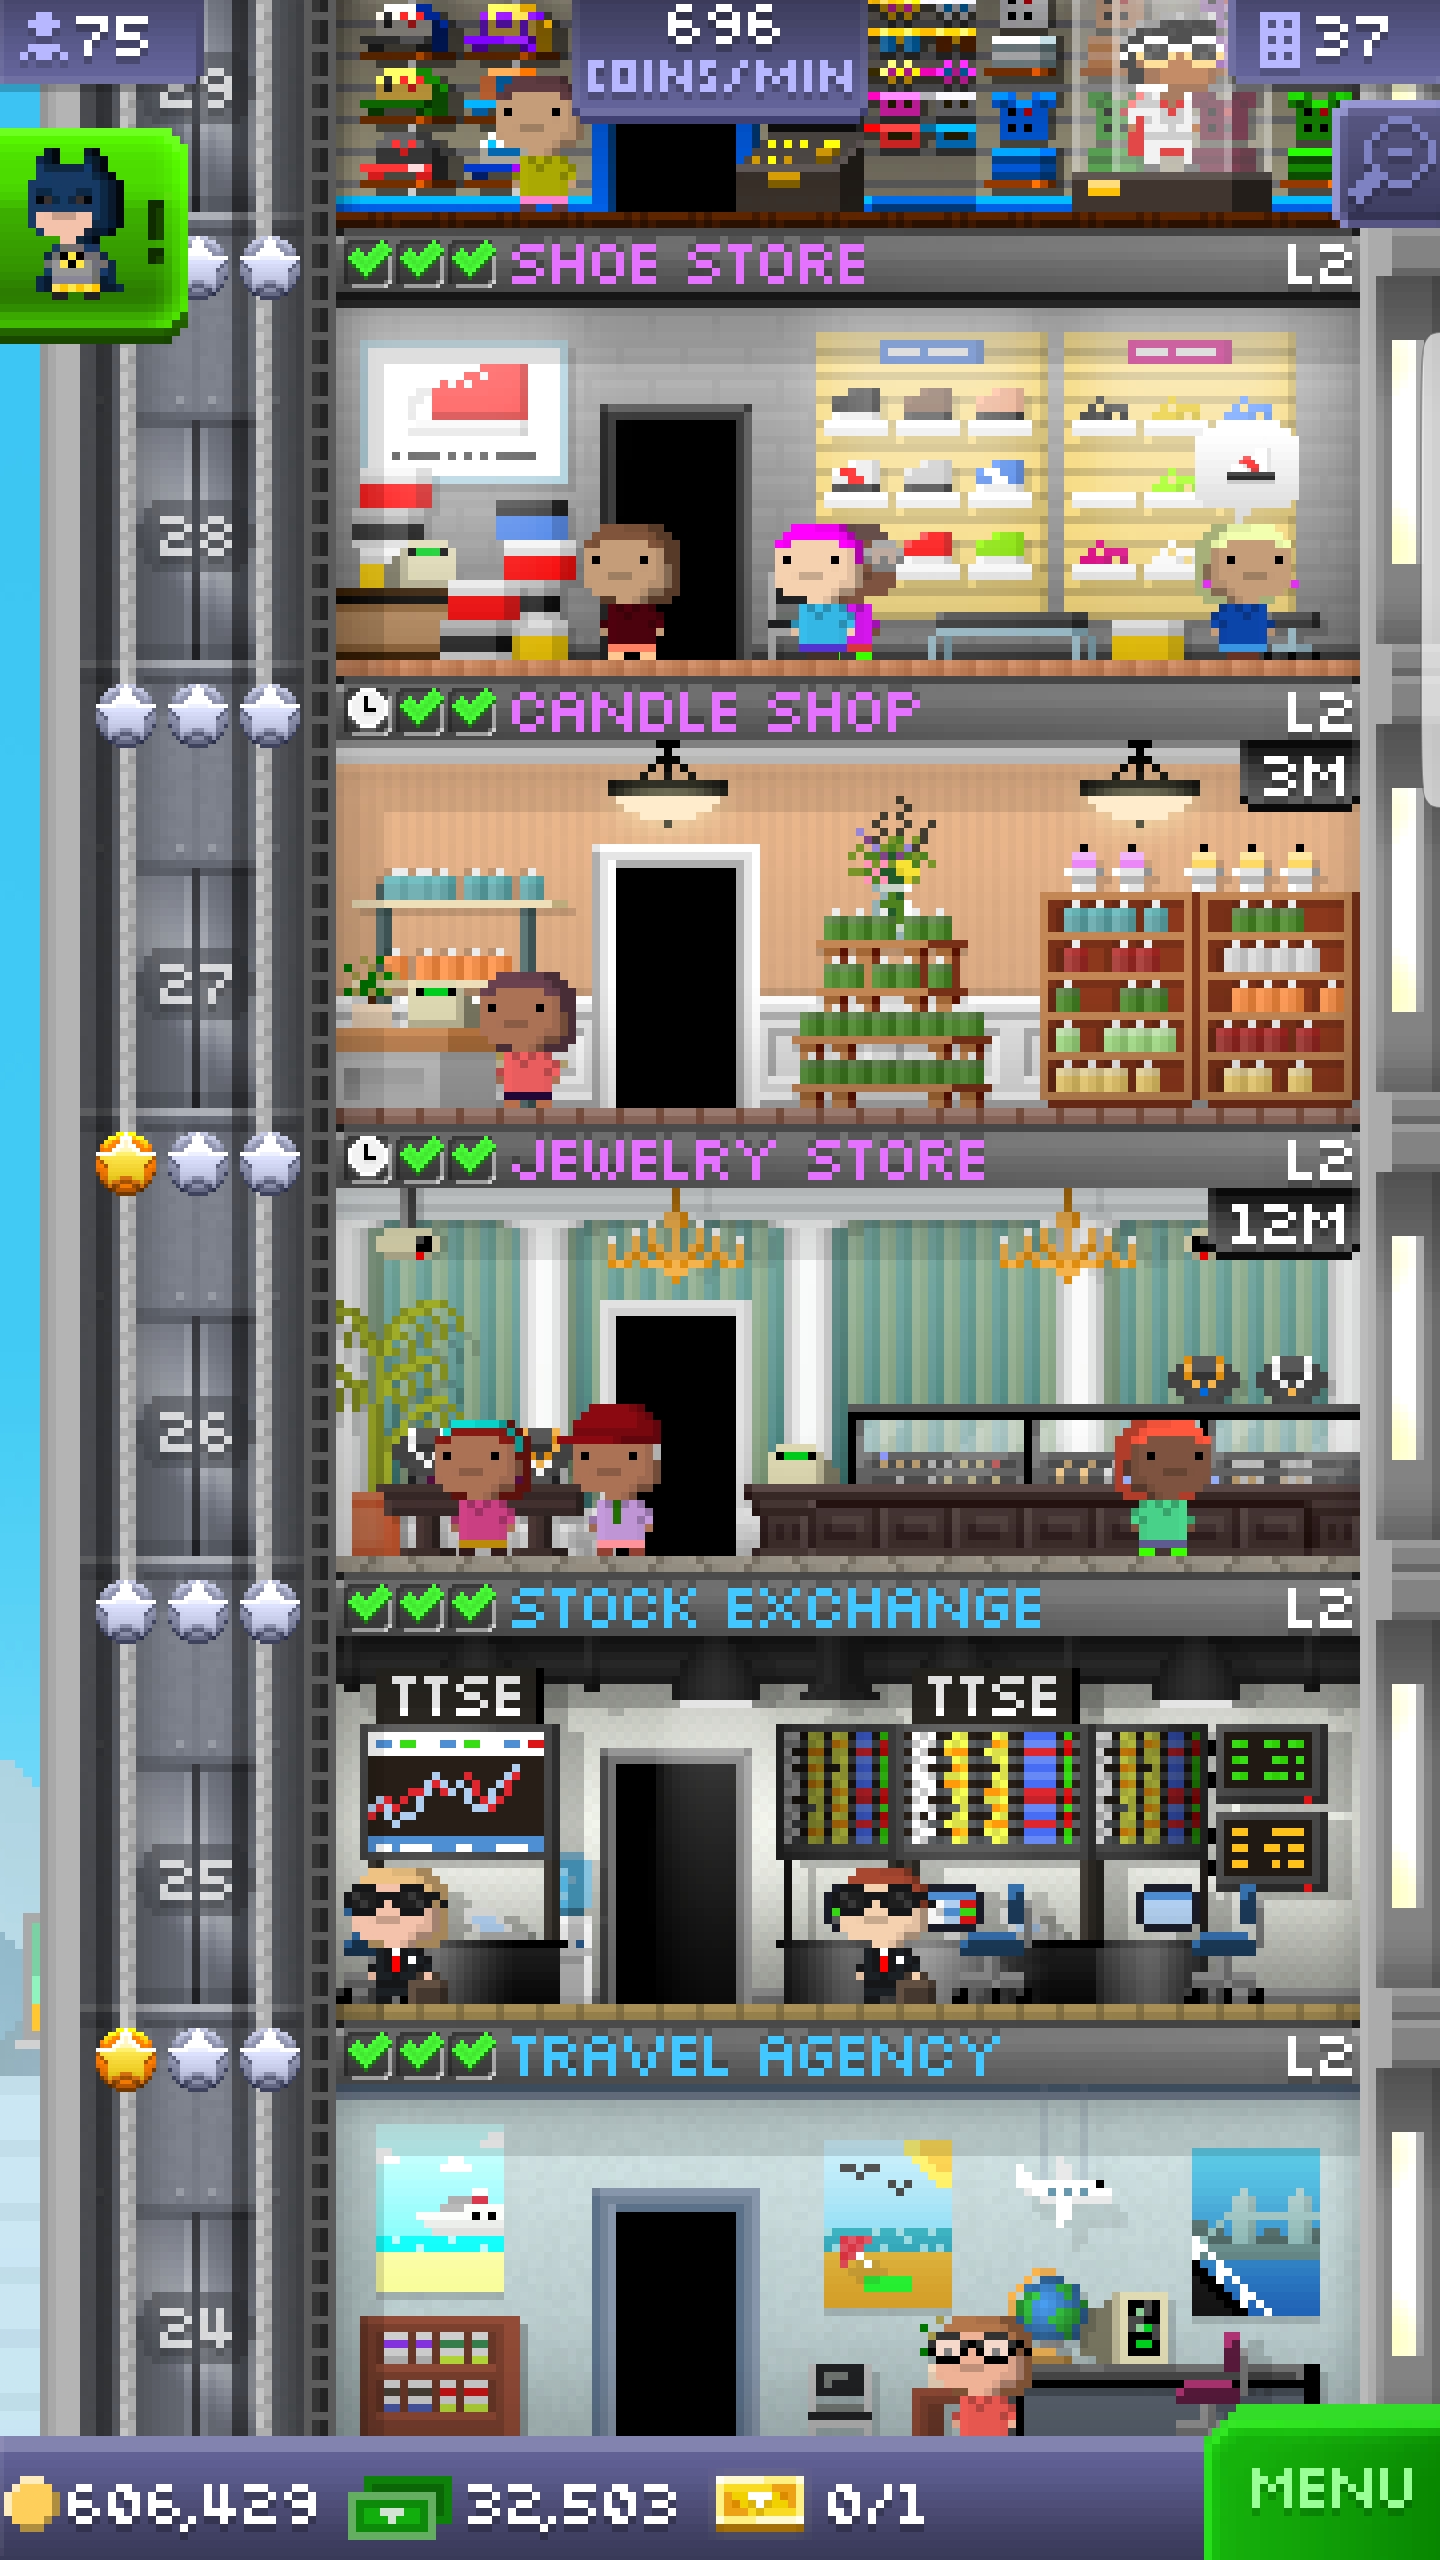 75
696
COINS/MIN
37
29
!
SHOE STORE
L2
28
CANDLE SHOP
L2
3M
27
JEWELRY STORE
L2
12M
26
STOCK EXCHANGE
L2
TTSE
TTSE
25
TRAVEL AGENCY
L2
24
606,429
32,503
0/1
MENU